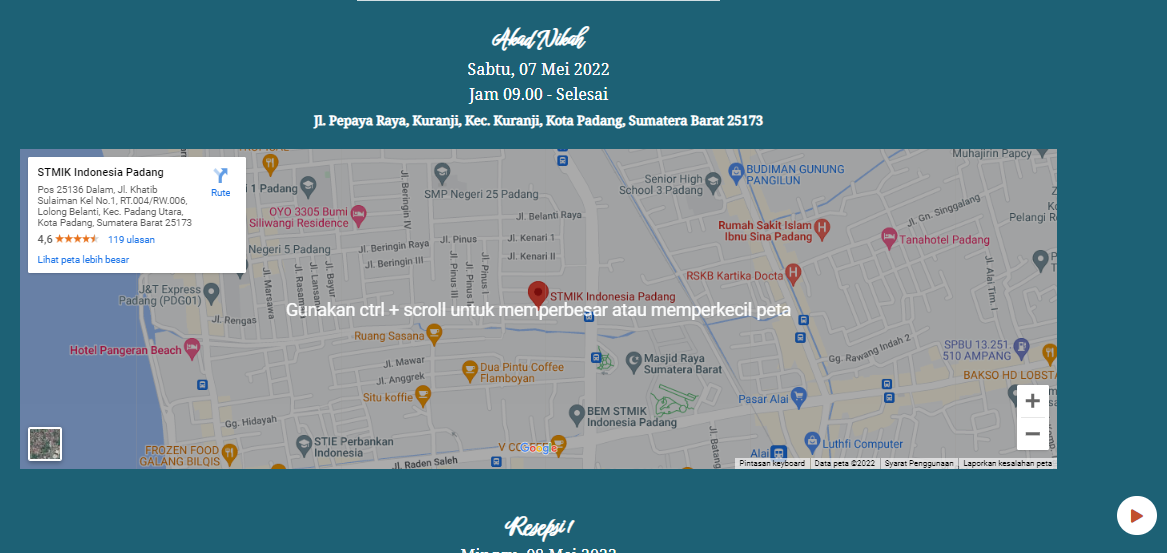 Akad Nikah
Sabtu, 07 Mei 2022
Jam 09.00 - Selesai
Jl. Pepaya Raya, Kuranji, Kec. Kuranji, Kota Padang, Sumatera Barat 25173
STMIK Indonesia Padang
Pos 25136 Dalam, Jl. Khatib
Sulaiman Kel No.1, RT.004/RW.006,
Lolong Belanti, Kec. Padang Utara,
Kota Padang, Sumatera Barat 25173
4,6
119 ulasan
Lihat peta lebih besar
Rute
i 1 Padang
OYO 3305 Bumi
Siliwangi Residence
Negeri 5 Padang
Jl. Beringin IV
SMP Negeri 25 Padang
Jl. Belanti Raya
Senior High
School 3 Padang
BUDIMAN GUNUNG
PANGILUN
Muhajirin Papcy
Ko
Pelangi R
Jl. Gn. Singgalang
Rumah Sakit Islam
Ibnu Sina Padang
Tanahotel Padang
Jl. Beringin Raya
Jl. Beringin III
Jl. Pinus
Jl. Kenari 1
Jl. Kenari II
Jl. Pinus III
Jl. Pinus I
Jl. Pinus I
RSKB Kartika Docta
Jl. Alai Tim. I
J&T Express
Padang (PDG01)
Jl. Marsawa
Jl. Rasaman
Jl. Bayur
STMIK Indonesia Padang
Gunakan ctrl + scroll untuk memperbesar atau memperkecil peta
Jl. Rengas
Ruang Sasana
Hotel Pangeran Beach
Jl. Mawar
Jl. Anggrek
Dua Pintu Coffee
Flamboyan
Masjid Raya
Sumatera Barat
Gg. Rawang Indah 2
SPBU 13.251.
510 AMPANG
BAKSO HD LOBSTA
Situ koffie
Pasar Alai
Gg. Hidayah
BEM STMIK
Indonesia Padang
STIE Perbankan
Indonesia
FROZEN FOOD
GALANG BILQIS
Jl. Raden Saleh
Google
Jl. Batang
Alai
Luthfi Computer
Pintasan keyboard
Data peta ©2022
Syarat Penggunaan
Laporkan kesalahan peta
Resepsi 1
Minggu, 08 Mei 2022